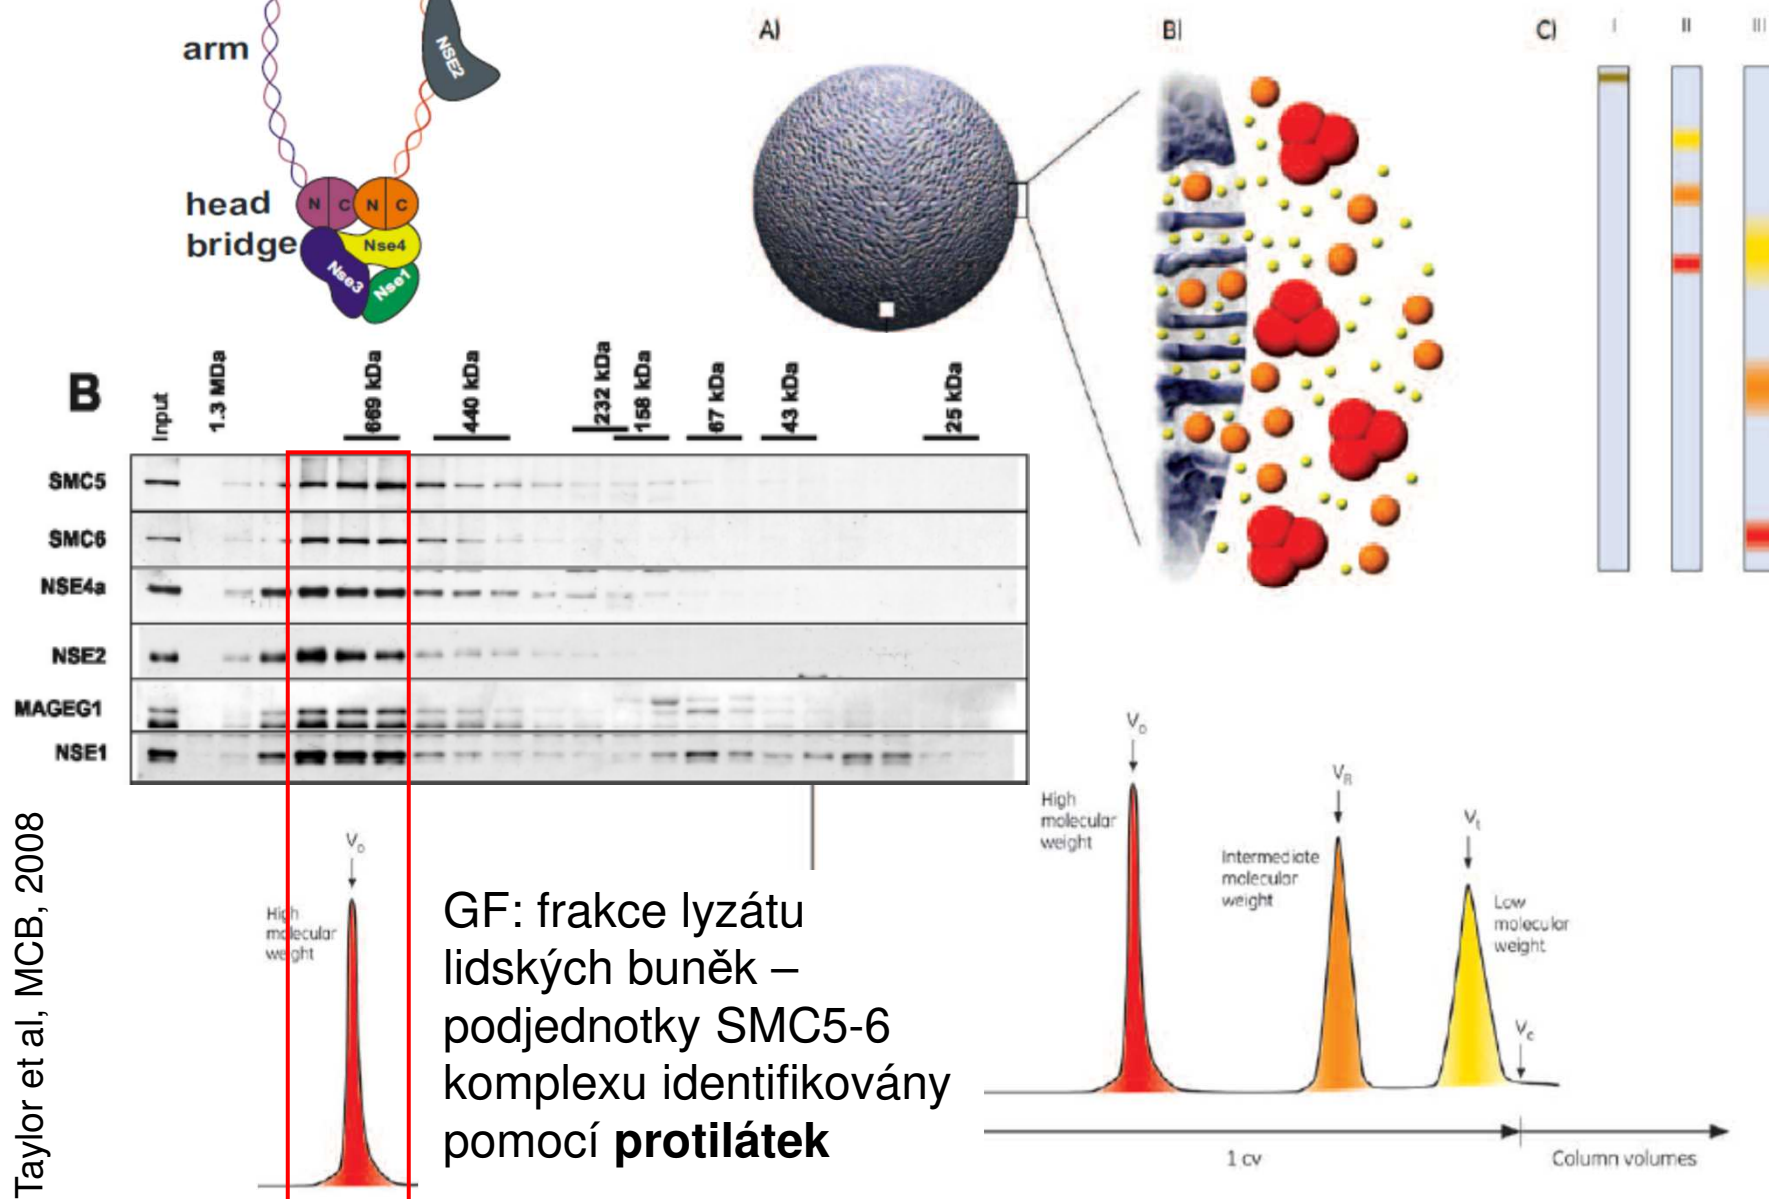 arm
NSE2
head
N C N C
bridge
Nse4
Nse3
Nse1
A)
B)
C)
I
II
III
B
Input
1.3 MDa
669 kDa
440 kDa
232 kDa
158 kDa
67 kDa
43 kDa
25 kDa
SMC5
SMC6
NSE4a
NSE2
MAGEG1
NSE1
Taylor et al, MCB, 2008
Vo
High
molecular
weight
GF: frakce lyzátu
lidských buněk –
podjednotky SMC5-6
komplexu identifikovány
pomocí protilátek
Vo
High
molecular
weight
VR
Intermediate
molecular
weight
Vt
Low
molecular
weight
Vc
1 cv
Column volumes